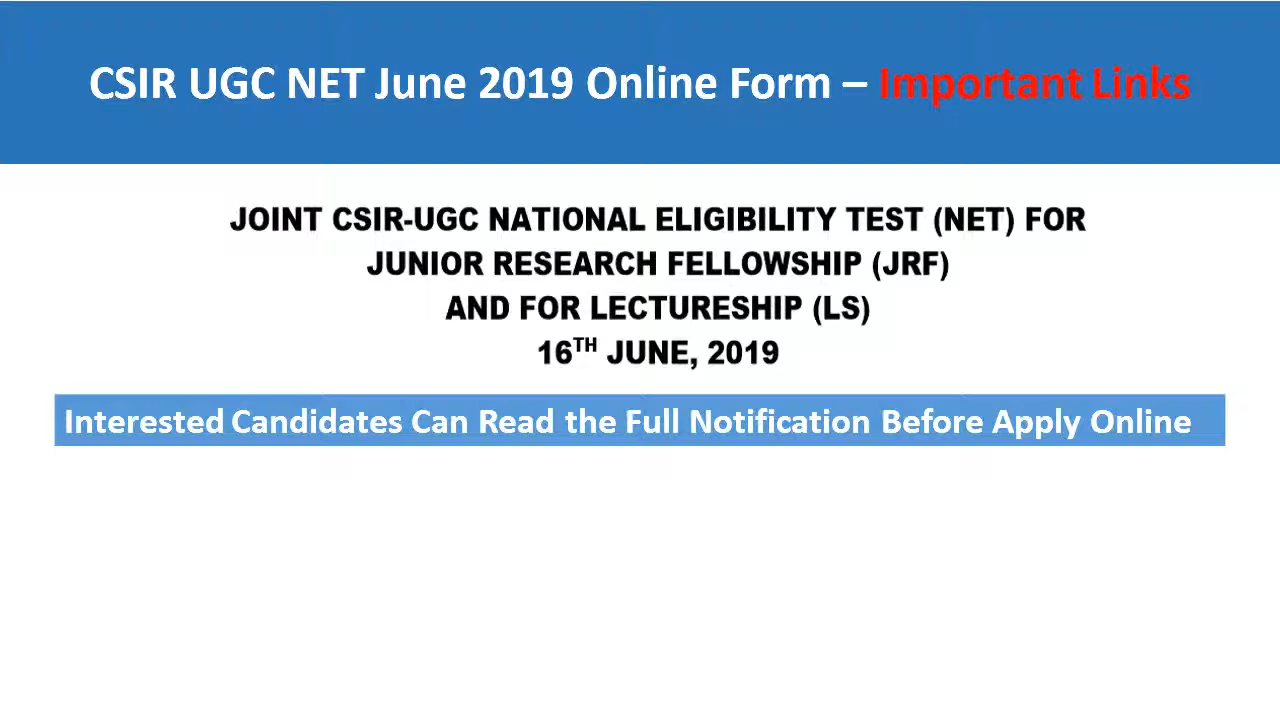 CSIR UGC NET June 2019 Online Form – Important Links
JOINT CSIR-UGC NATIONAL ELIGIBILITY TEST (NET) FOR
JUNIOR RESEARCH FELLOWSHIP (JRF)
AND FOR LECTURESHIP (LS)
16TH JUNE, 2019
Interested Candidates Can Read the Full Notification Before Apply Online